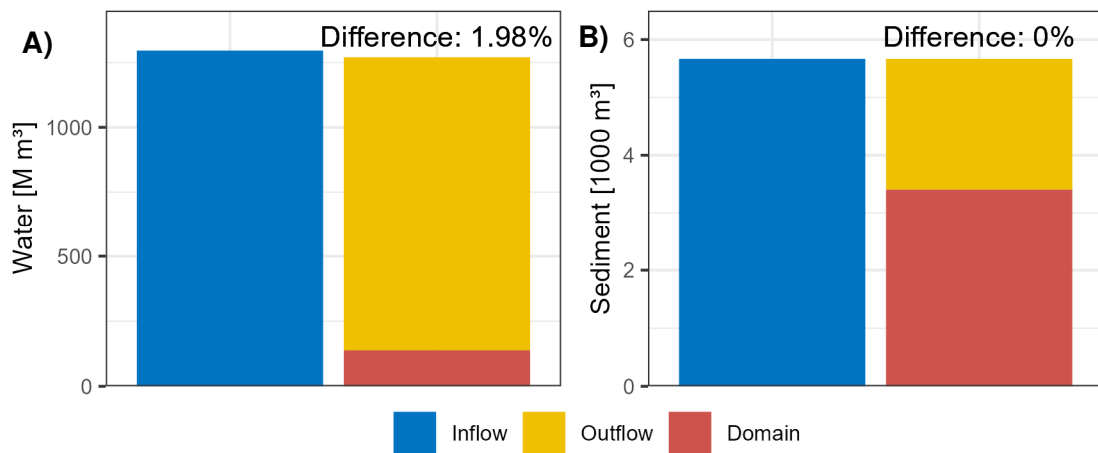 A)
Difference: 1.98%
Water [M m³]
1000
500
0
B)
Difference: 0%
Sediment [1000 m³]
6
4
2
0
Inflow Outflow Domain